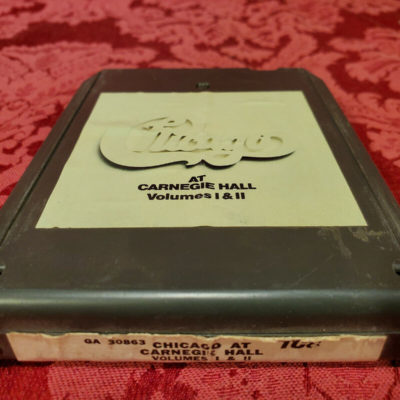 Chicago
AT
CARNEGIE HALL
Volumes I & II
GA 30863 CHICAGO AT
CARNEGIE HALL
VOLUMES I & II